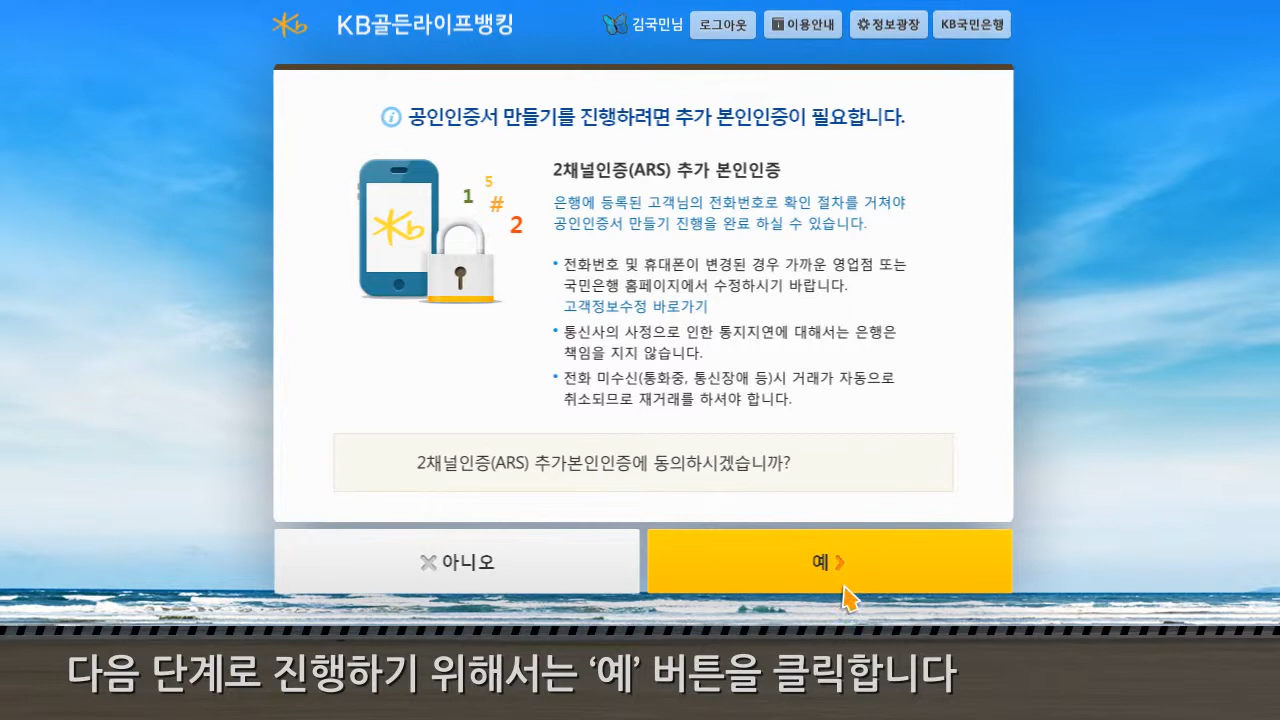 KB골든라이프뱅킹
김국민님 로그아웃 이용안내 정보광장 KB국민은행
공인인증서 만들기를 진행하려면 추가 본인인증이 필요합니다.
2채널인증(ARS) 추가 본인인증
은행에 등록된 고객님의 전화번호로 확인 절차를 거쳐야
공인인증서 만들기 진행을 완료 하실 수 있습니다.
1 5 # 2
Kb
• 전화번호 및 휴대폰이 변경된 경우 가까운 영업점 또는
국민은행 홈페이지에서 수정하시기 바랍니다.
고객정보수정 바로가기
• 통신사의 사정으로 인한 통지지연에 대해서는 은행은
책임을 지지 않습니다.
• 전화 미수신(통화중, 통신장애 등)시 거래가 자동으로
취소되므로 재거래를 하셔야 합니다.
2채널인증(ARS) 추가본인인증에 동의하시겠습니까?
아니오
예
다음 단계로 진행하기 위해서는 ‘예’ 버튼을 클릭합니다